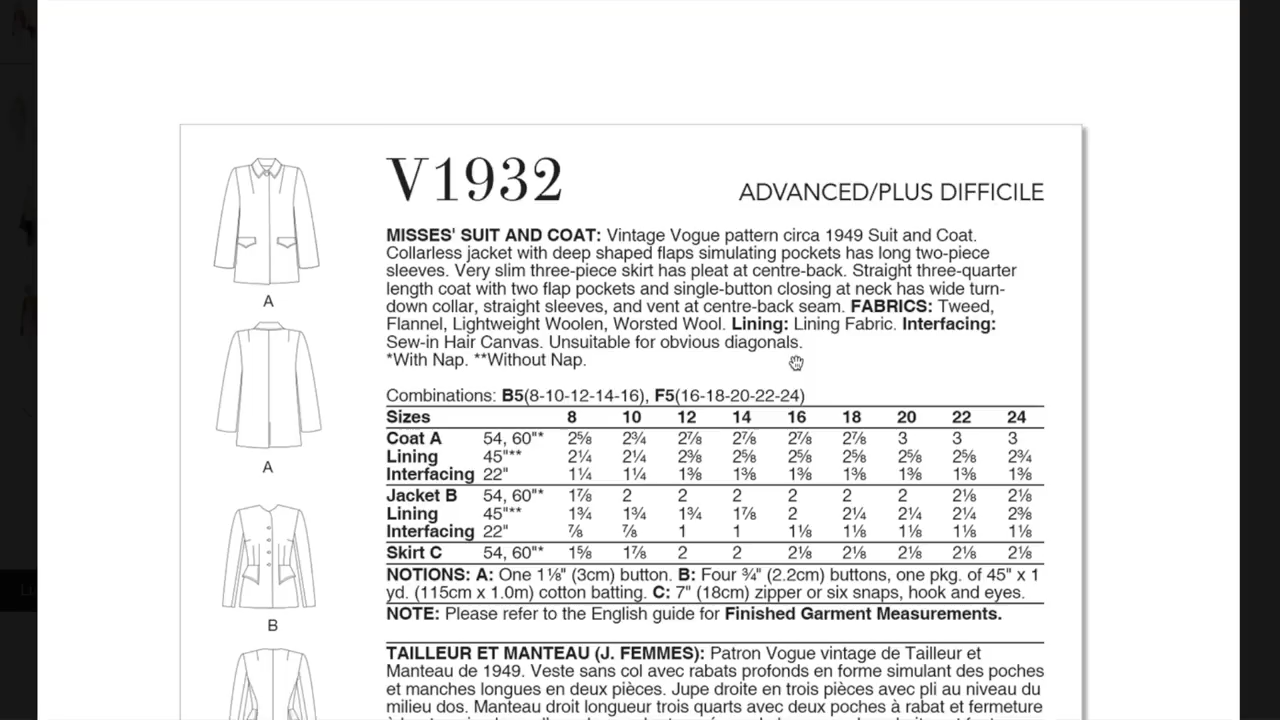 V1932
ADVANCED/PLUS DIFFICILE
MISSES' SUIT AND COAT: Vintage Vogue pattern circa 1949 Suit and Coat.
Collarless jacket with deep shaped flaps simulating pockets has long two-piece
sleeves. Very slim three-piece skirt has pleat at centre-back. Straight three-quarter
length coat with two flap pockets and single-button closing at neck has wide turn-
down collar, straight sleeves, and vent at centre-back seam. FABRICS: Tweed,
Flannel, Lightweight Woolen, Worsted Wool. Lining: Lining Fabric. Interfacing:
Sew-in Hair Canvas. Unsuitable for obvious diagonals.
*With Nap. **Without Nap.
Combinations: B5(8-10-12-14-16), F5(16-18-20-22-24)
Sizes 8 10 12 14 16 18 20 22 24
Coat A 54, 60"* 2⅝ 2¾ 2⅞ 2⅞ 2⅞ 2⅞ 3 3 3
Lining 45"** 2¼ 2¼ 2⅜ 2⅝ 2⅝ 2⅝ 2⅝ 2⅝ 2¾
Interfacing 22" 1¼ 1¼ 1⅜ 1⅜ 1⅜ 1⅜ 1⅜ 1⅜ 1⅜
Jacket B 54, 60"* 1⅞ 2 2 2 2 2 2 2⅛ 2⅛
Lining 45"** 1¾ 1¾ 1¾ 1⅞ 2 2¼ 2¼ 2¼ 2⅜
Interfacing 22" ⅞ ⅞ 1 1 1⅛ 1⅛ 1⅛ 1⅛ 1⅛
Skirt C 54, 60"* 1⅝ 1⅞ 2 2 2⅛ 2⅛ 2⅛ 2⅛ 2⅛
NOTIONS: A: One 1⅛" (3cm) button. B: Four ¾" (2.2cm) buttons, one pkg. of 45" x 1
yd. (115cm x 1.0m) cotton batting. C: 7" (18cm) zipper or six snaps, hook and eyes.
NOTE: Please refer to the English guide for Finished Garment Measurements.
TAILLEUR ET MANTEAU (J. FEMMES): Patron Vogue vintage de Tailleur et
Manteau de 1949. Veste sans col avec rabats profonds en forme simulant des poches
et manches longues en deux pièces. Jupe droite en trois pièces avec pli au niveau du
milieu dos. Manteau droit longueur trois quarts avec deux poches à rabat et fermeture
A
A
B